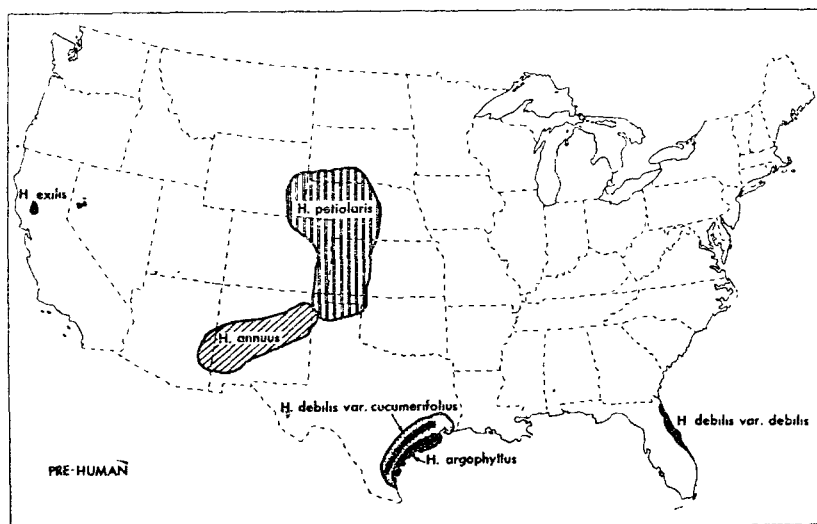 H. exilis
H. petiolaris
H. annuus
H. debilis var. cucumerifolius
H debilis var. debilis
H. argophyllus
PRE-HUMAN